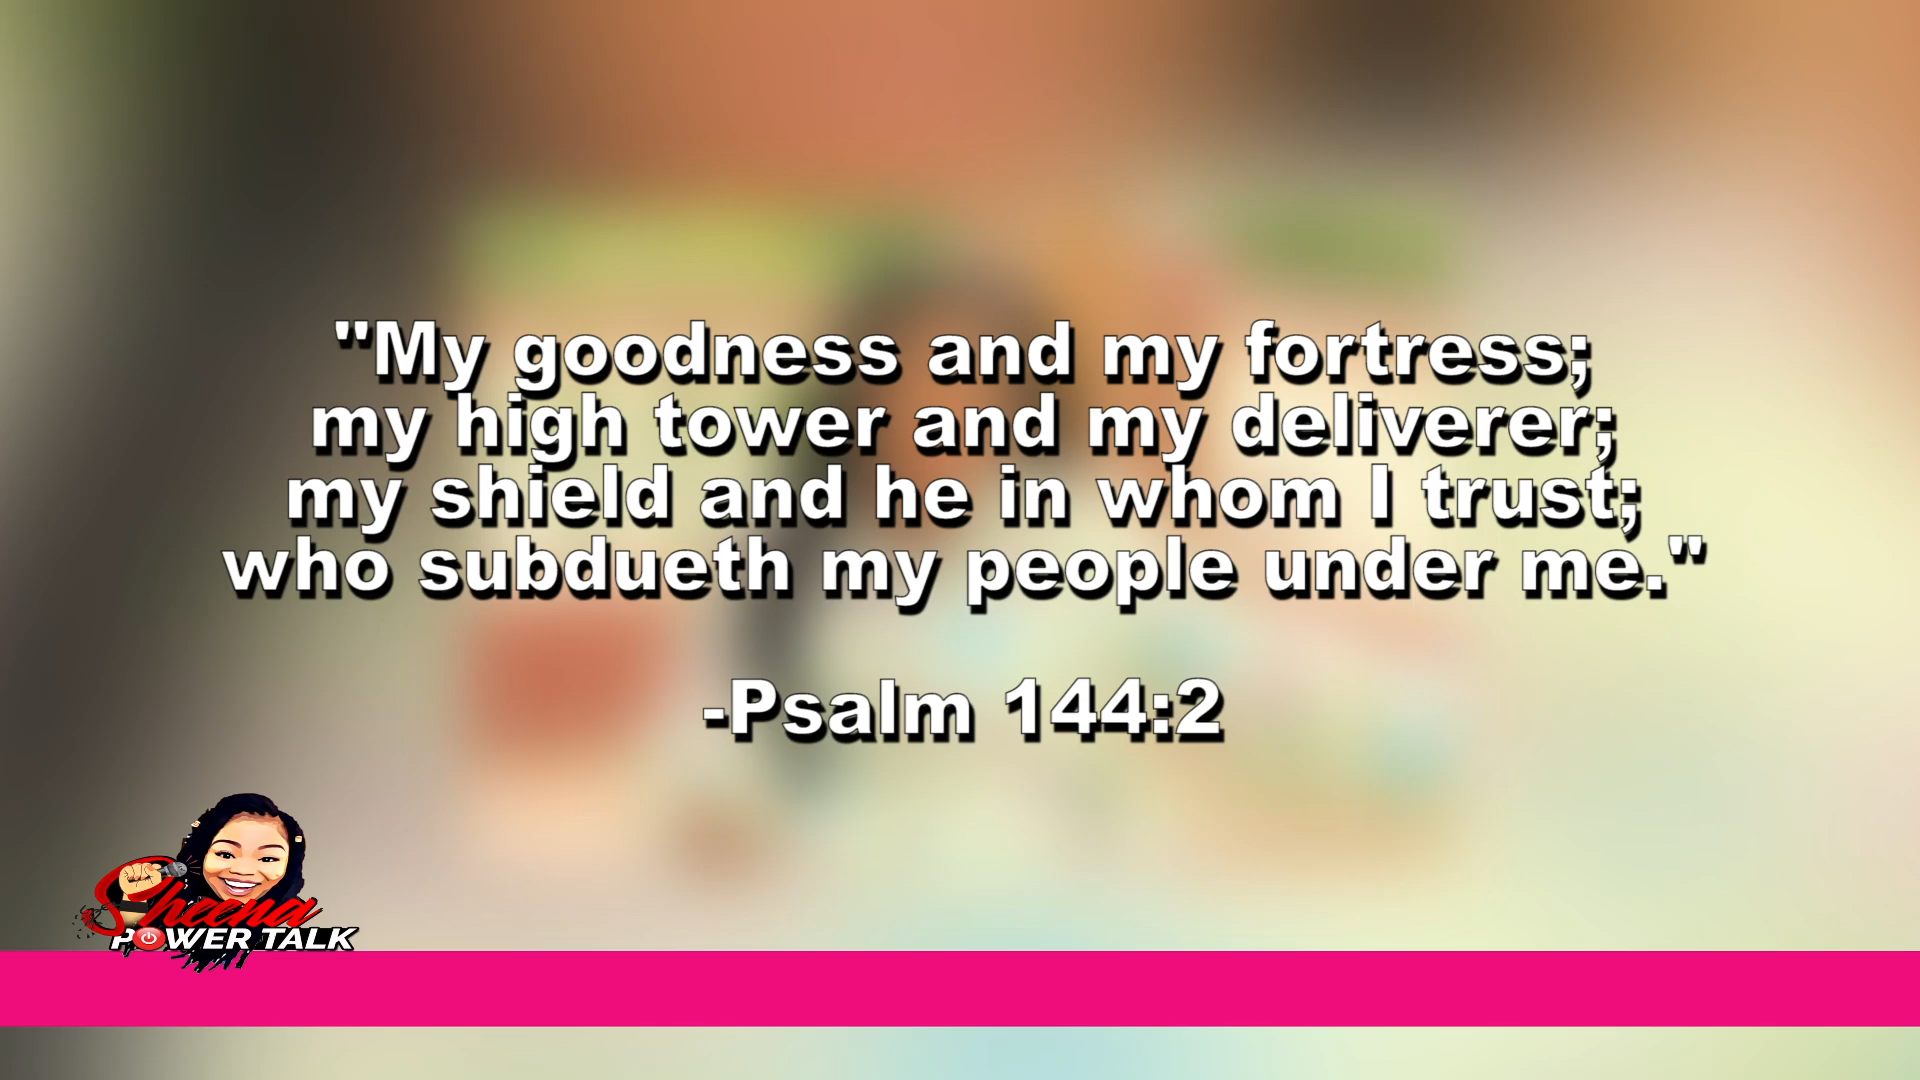 "My goodness and my fortress;
my high tower and my deliverer;
my shield and he in whom I trust;
who subdueth my people under me."
-Psalm 144:2
Sheena
POWER TALK